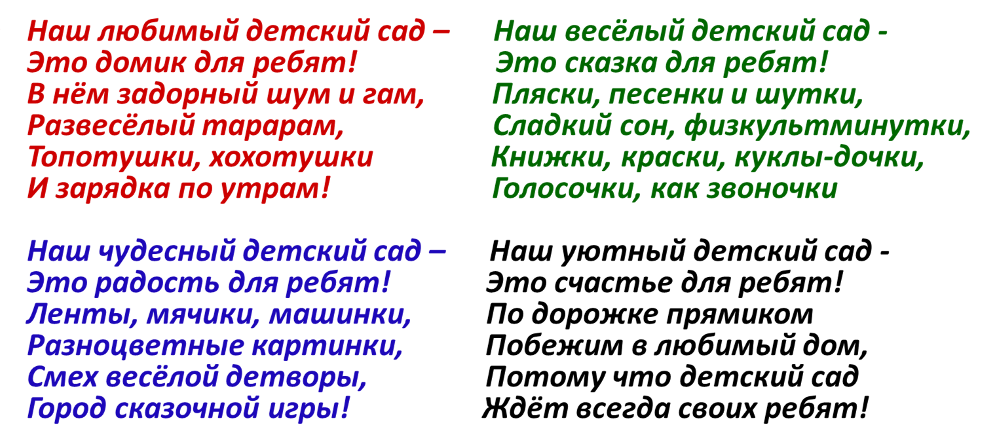 Наш любимый детский сад –
Это домик для ребят!
В нём задорный шум и гам,
Развесёлый тарарам,
Топотушки, хохотушки
И зарядка по утрам!
Наш весёлый детский сад -
Это сказка для ребят!
Пляски, песенки и шутки,
Сладкий сон, физкультминутки,
Книжки, краски, куклы-дочки,
Голосочки, как звоночки
Наш чудесный детский сад –
Это радость для ребят!
Ленты, мячики, машинки,
Разноцветные картинки,
Смех весёлой детворы,
Город сказочной игры!
Наш уютный детский сад -
Это счастье для ребят!
По дорожке прямиком
Побежим в любимый дом,
Потому что детский сад
Ждёт всегда своих ребят!